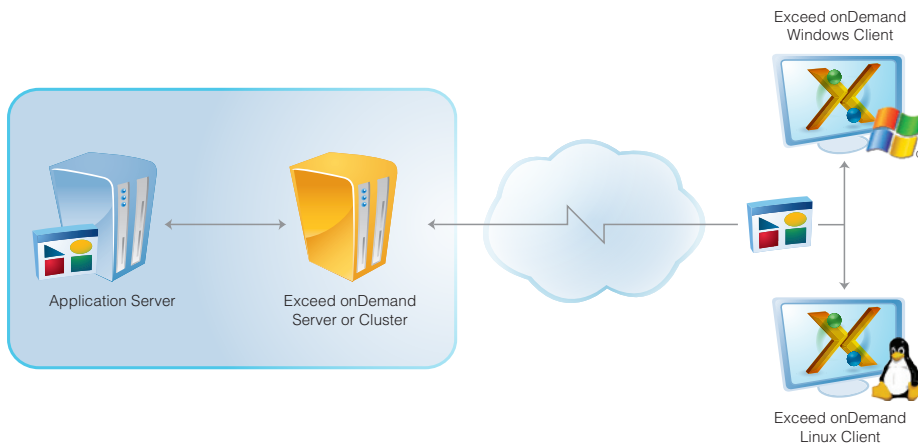 Exceed onDemand
Windows Client
Application Server
Exceed onDemand
Server or Cluster
Exceed onDemand
Linux Client